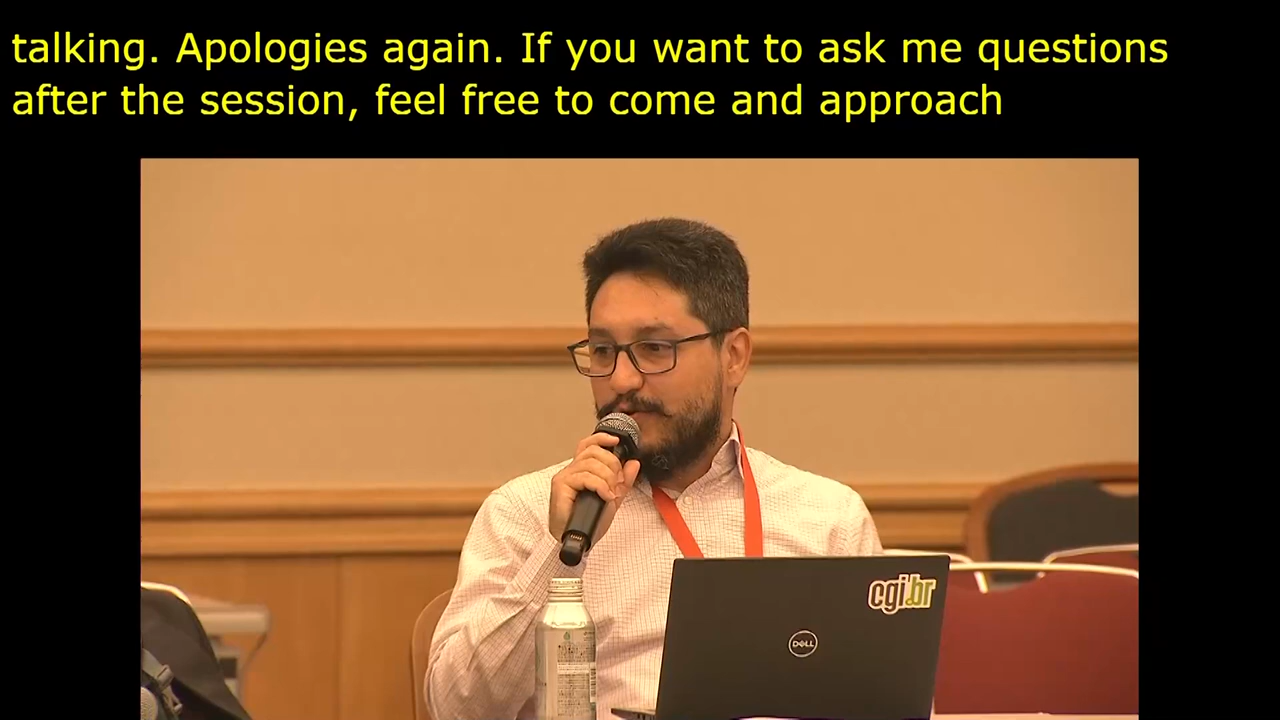 talking. Apologies again. If you want to ask me questions
after the session, feel free to come and approach
cgi.br
DELL